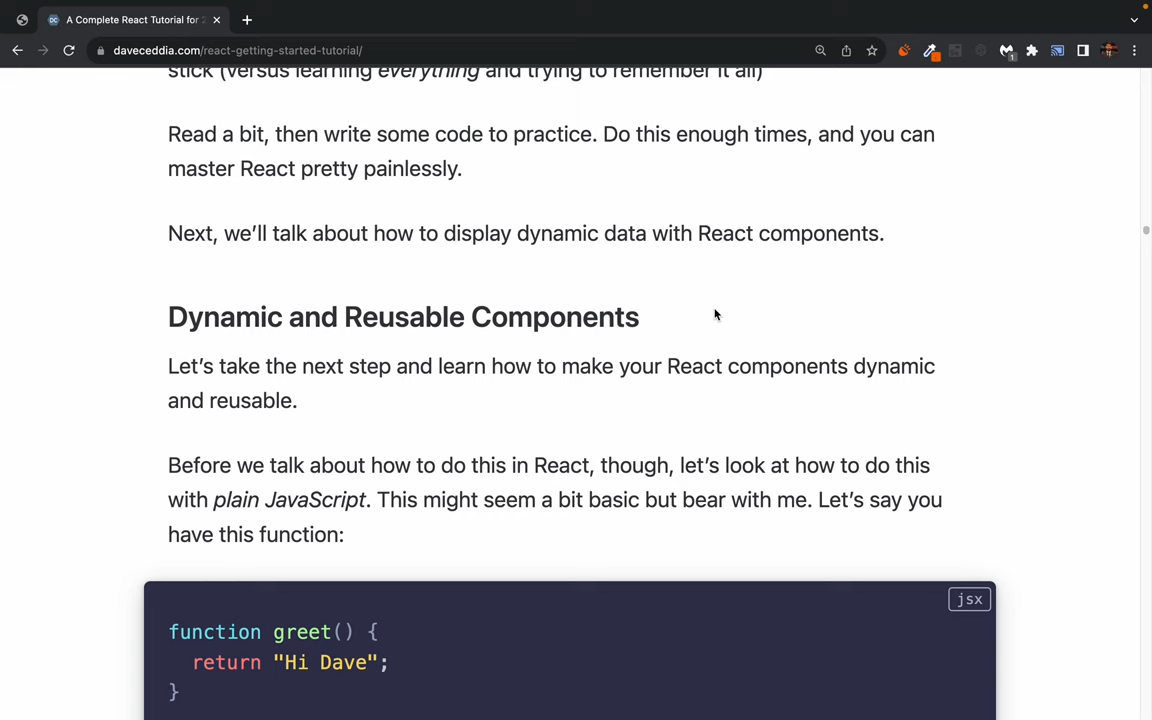 A Complete React Tutorial for 2
daveceddia.com/react-getting-started-tutorial/
1
stick (versus learning everything and trying to remember it all)
Read a bit, then write some code to practice. Do this enough times, and you can
master React pretty painlessly.
Next, we’ll talk about how to display dynamic data with React components.
Dynamic and Reusable Components
Let’s take the next step and learn how to make your React components dynamic
and reusable.
Before we talk about how to do this in React, though, let’s look at how to do this
with plain JavaScript. This might seem a bit basic but bear with me. Let’s say you
have this function:
jsx
function greet() {
return "Hi Dave";
}